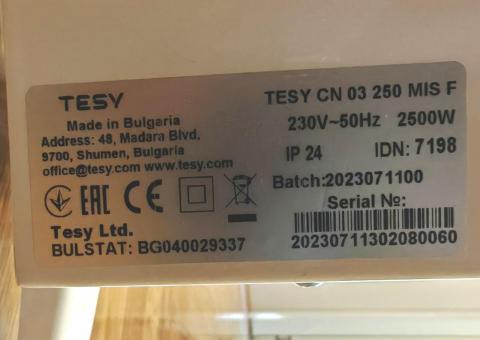 TESY
Made in Bulgaria
Address: 48, Madara Blvd,
9700, Shumen, Bulgaria
office@tesy.com www.tesy.com
EAC CE
Tesy Ltd.
BULSTAT: BG040029337
TESY CN 03 250 MIS F
230V~50Hz 2500W
IP 24 IDN: 7198
Batch:2023071100
Serial №:
20230711302080060